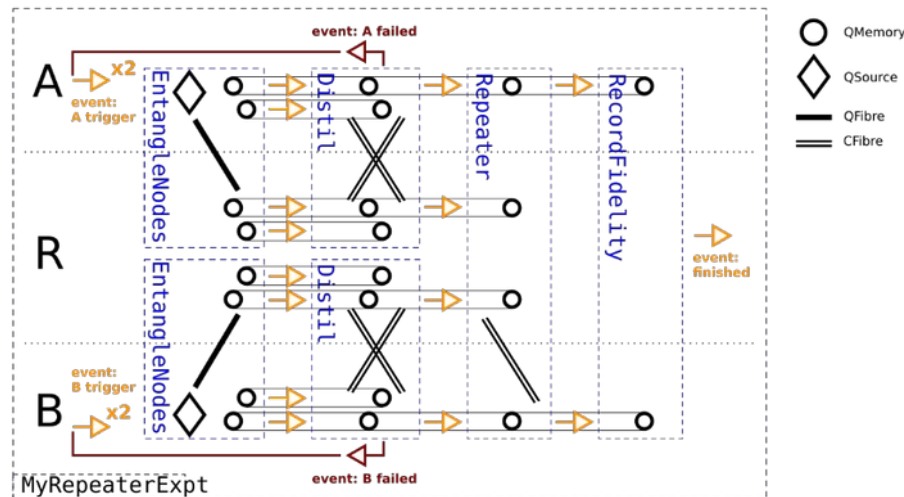 event: A failed
QMemory
A
x2
event:
A trigger
EntangleNodes
Distil
Repeater
RecordFidelity
QSource
QFibre
CFibre
R
event:
finished
EntangleNodes
Distil
event:
B trigger
B
x2
event: B failed
MyRepeaterExpt